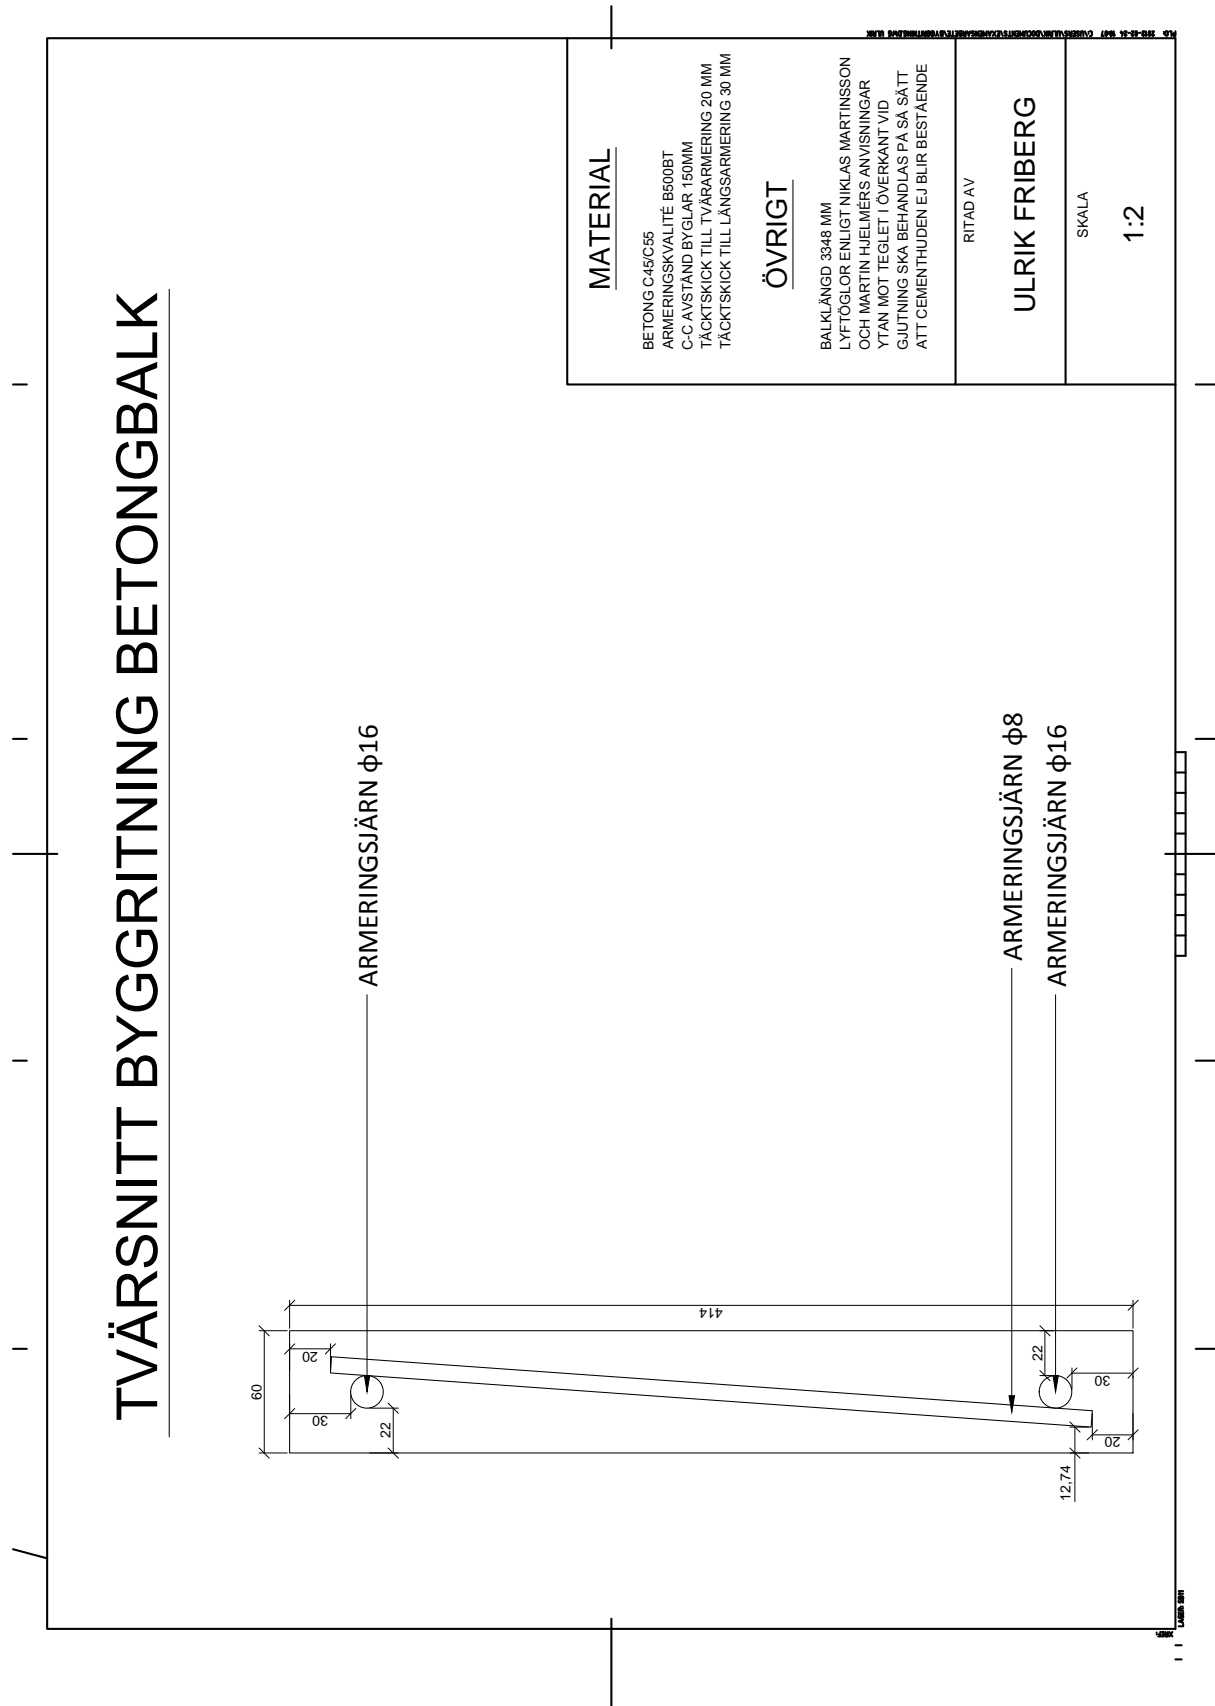 TVÄRSNITT BYGGRITNING BETONGBALK
60
30
20
22
414
ARMERINGSJÄRN ϕ16
ARMERINGSJÄRN ϕ8
ARMERINGSJÄRN ϕ16
22
30
20
12,74
MATERIAL
BETONG C45/C55
ARMERINGSKVALITÉ B500BT
C-C AVSTÅND BYGLAR 150MM
TÄCKTSKICK TILL TVÄRARMERING 20 MM
TÄCKTSKICK TILL LÄNGSARMERING 30 MM
ÖVRIGT
BALKLÄNGD 3348 MM
LYFTÖGLOR ENLIGT NIKLAS MARTINSSON
OCH MARTIN HJELMÉRS ANVISNINGAR
YTAN MOT TEGLET I ÖVERKANT VID
GJUTNING SKA BEHANDLAS PÅ SÅ SÄTT
ATT CEMENTHUDEN EJ BLIR BESTÅENDE
RITAD AV
ULRIK FRIBERG
SKALA
1:2